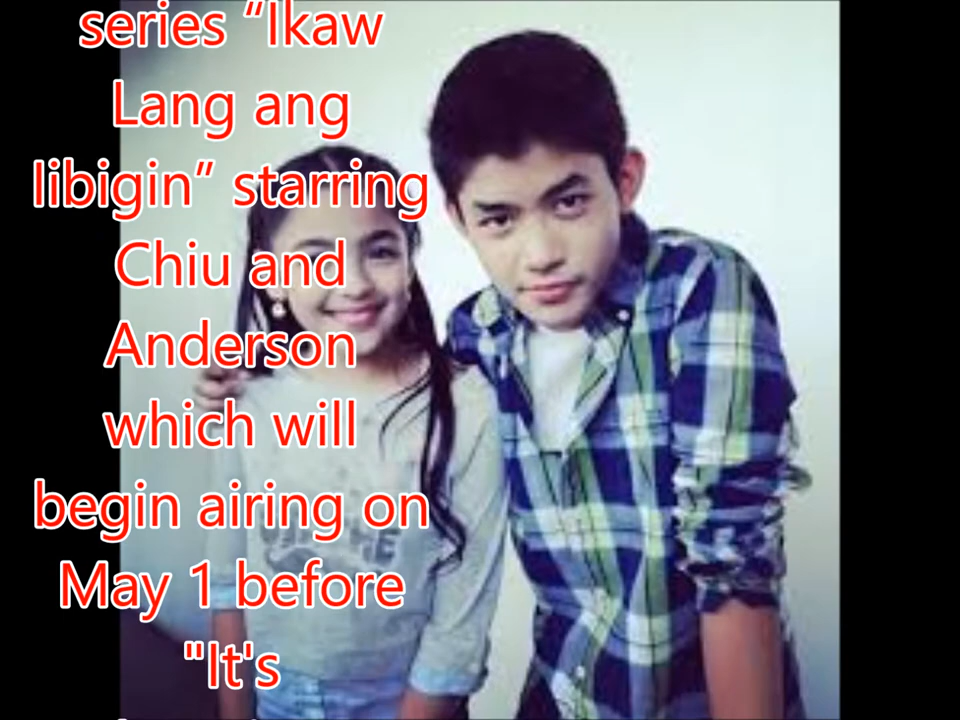 series “Ikaw
Lang ang
Iibigin” starring
Chiu and
Anderson
which will
begin airing on
May 1 before
"It's